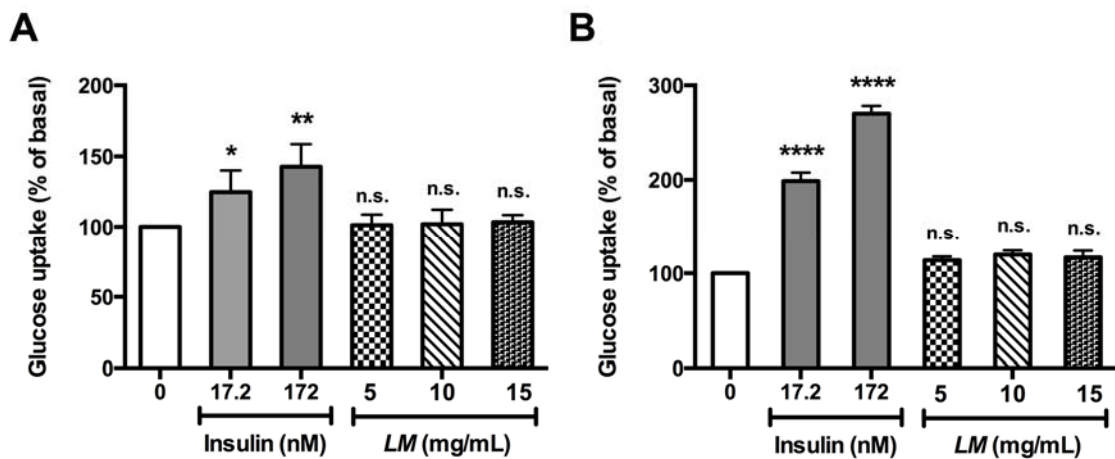 A
Glucose uptake (% of basal)
200
150
100
50
0
*
**
n.s.
n.s.
n.s.
0
17.2
172
5
10
15
Insulin (nM)
LM (mg/mL)
B
Glucose uptake (% of basal)
300
200
100
0
****
****
n.s.
n.s.
n.s.
0
17.2
172
5
10
15
Insulin (nM)
LM (mg/mL)